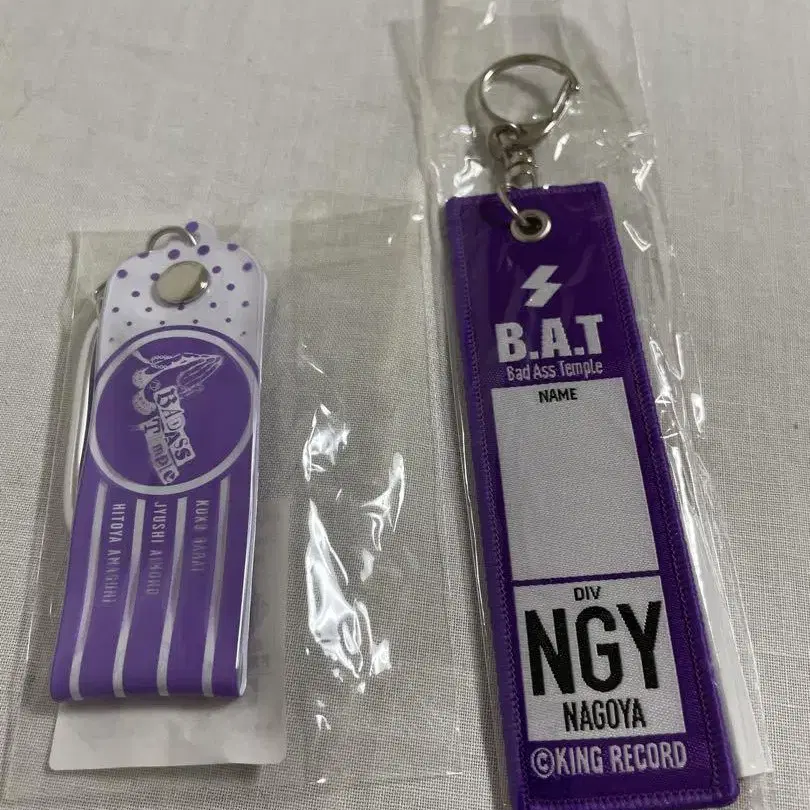 BAD ASS
Temple
KUKO HARAI
JYUSHI AIMONO
HITOYA AMAGUNI
B.A.T
Bad Ass Temple
NAME
DIV
NGY
NAGOYA
©KING RECORD